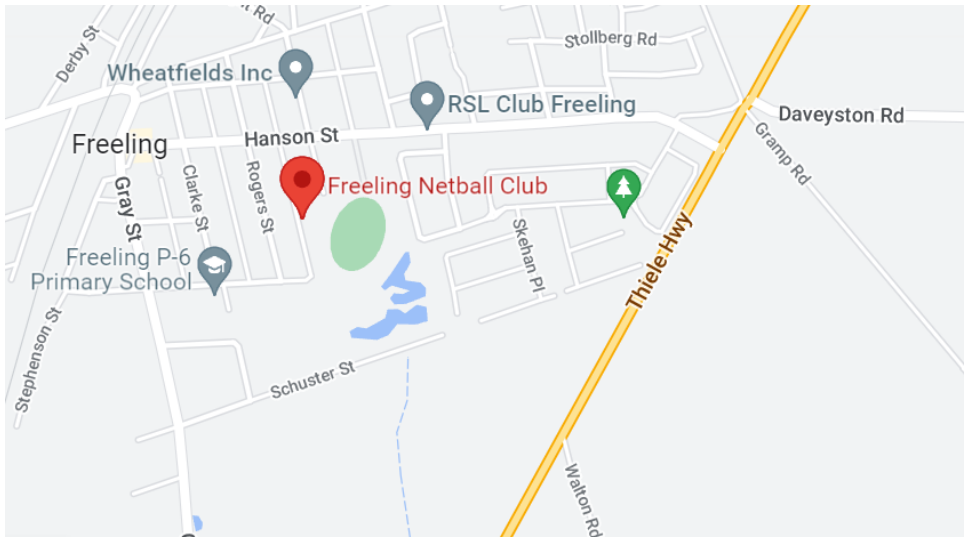 Rd
Derby St
Stollberg Rd
Wheatfields Inc
RSL Club Freeling
Daveyston Rd
Hanson St
Freeling
Gramp Rd
Clarke St
Rogers St
Freeling Netball Club
Gray St
Skehan Pl
Freeling P-6
Primary School
Thiele Hwy
Stephenson St
Schuster St
Walton Rd